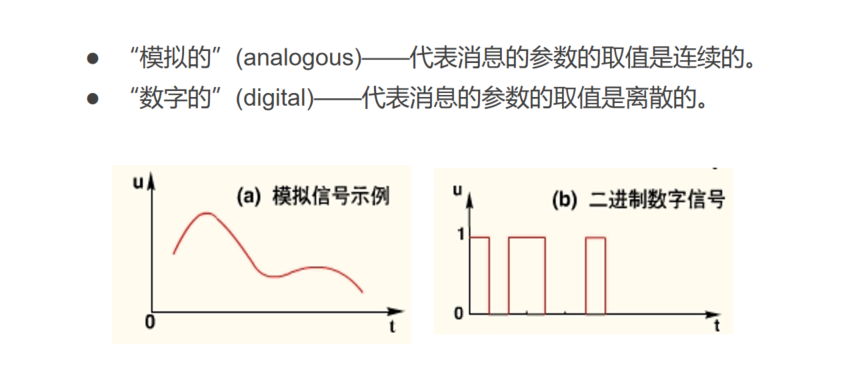 ● “模拟的”(analogous)——代表消息的参数的取值是连续的。
● “数字的”(digital)——代表消息的参数的取值是离散的。
u
(a) 模拟信号示例
0
t
u
(b) 二进制数字信号
1
0
t